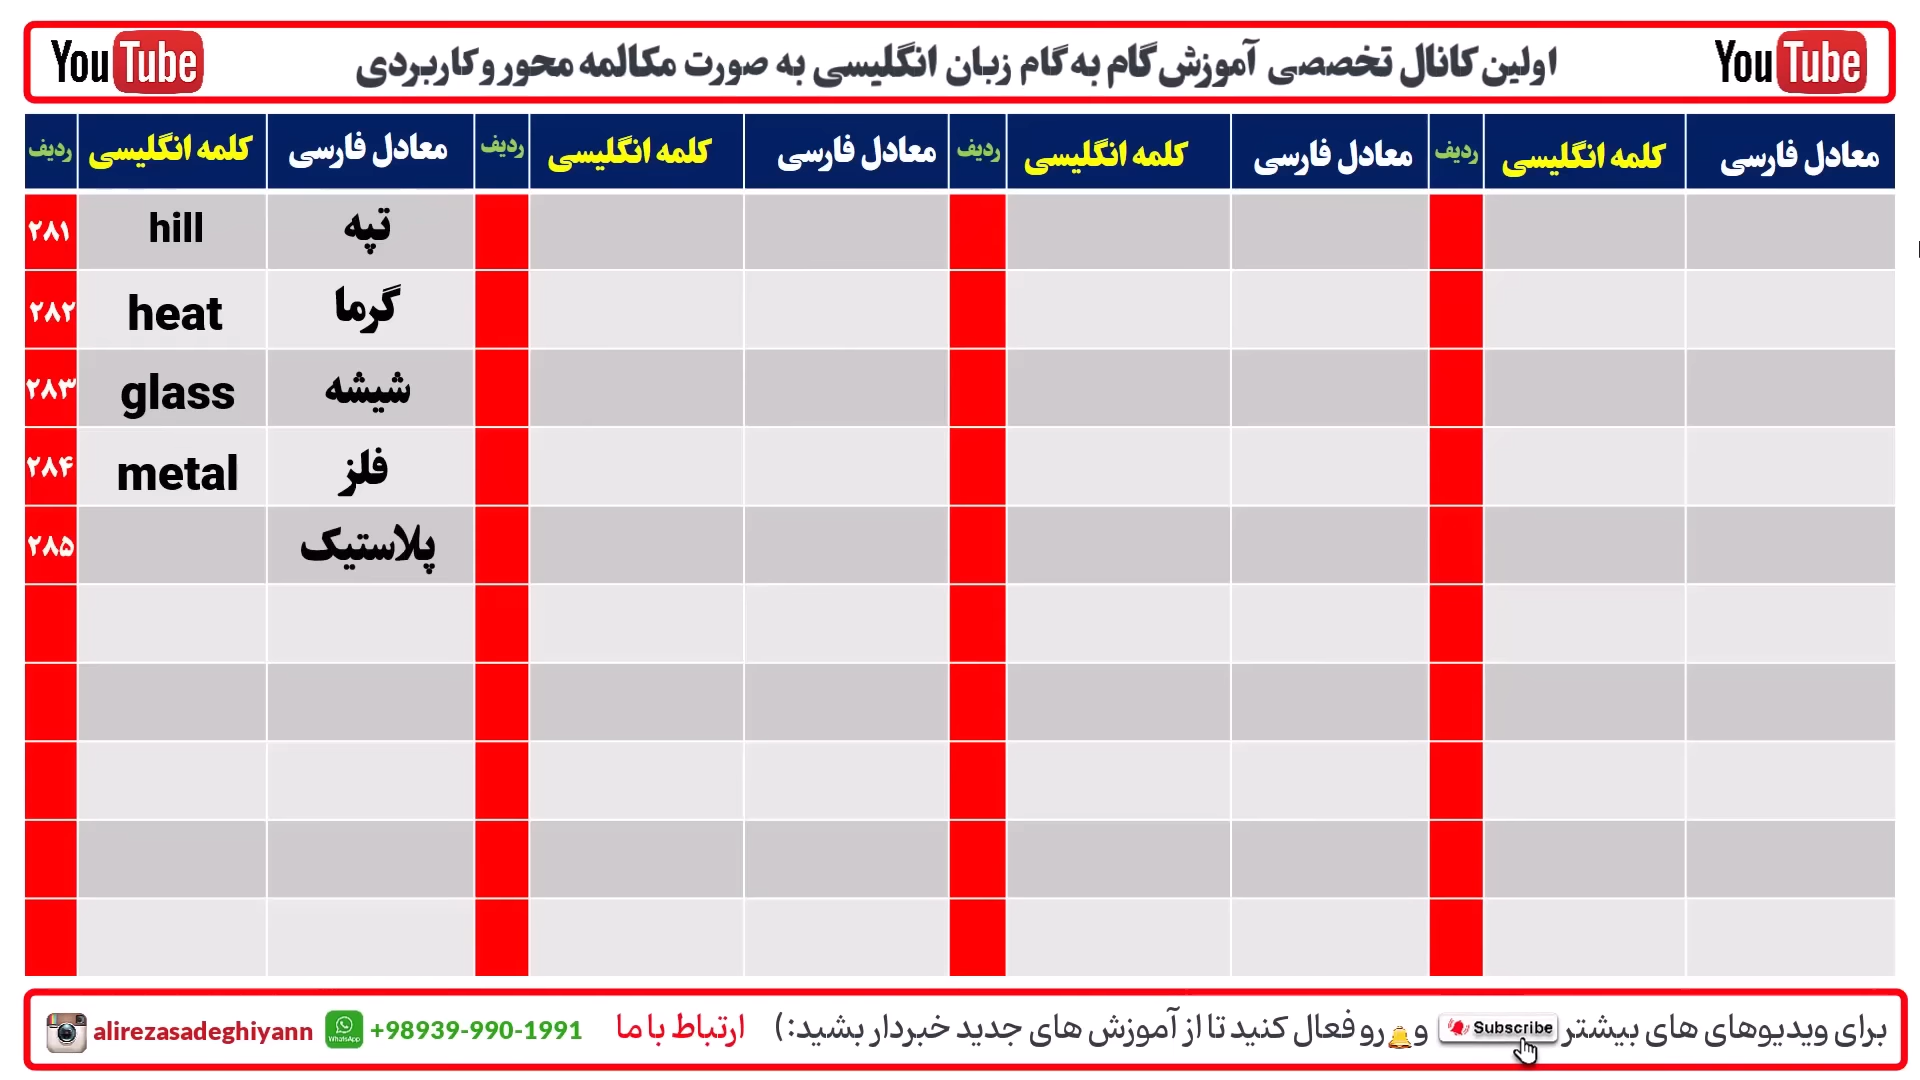 YouTube اولین کانال تخصصی آموزش گام به گام زبان انگلیسی به صورت مکالمه محور و کاربردی YouTube
ردیف کلمه انگلیسی معادل فارسی ردیف کلمه انگلیسی معادل فارسی ردیف کلمه انگلیسی معادل فارسی ردیف کلمه انگلیسی معادل فارسی
۲۸۱ hill تپه
۲۸۲ heat گرما
۲۸۳ glass شیشه
۲۸۴ metal فلز
۲۸۵ پلاستیک
برای ویدیوهای های بیشتر Subscribe و رو فعال کنید تا از آموزش های جدید خبردار بشید:) ارتباط با ما +98939-990-1991 WhatsApp alirezasadeghiyann